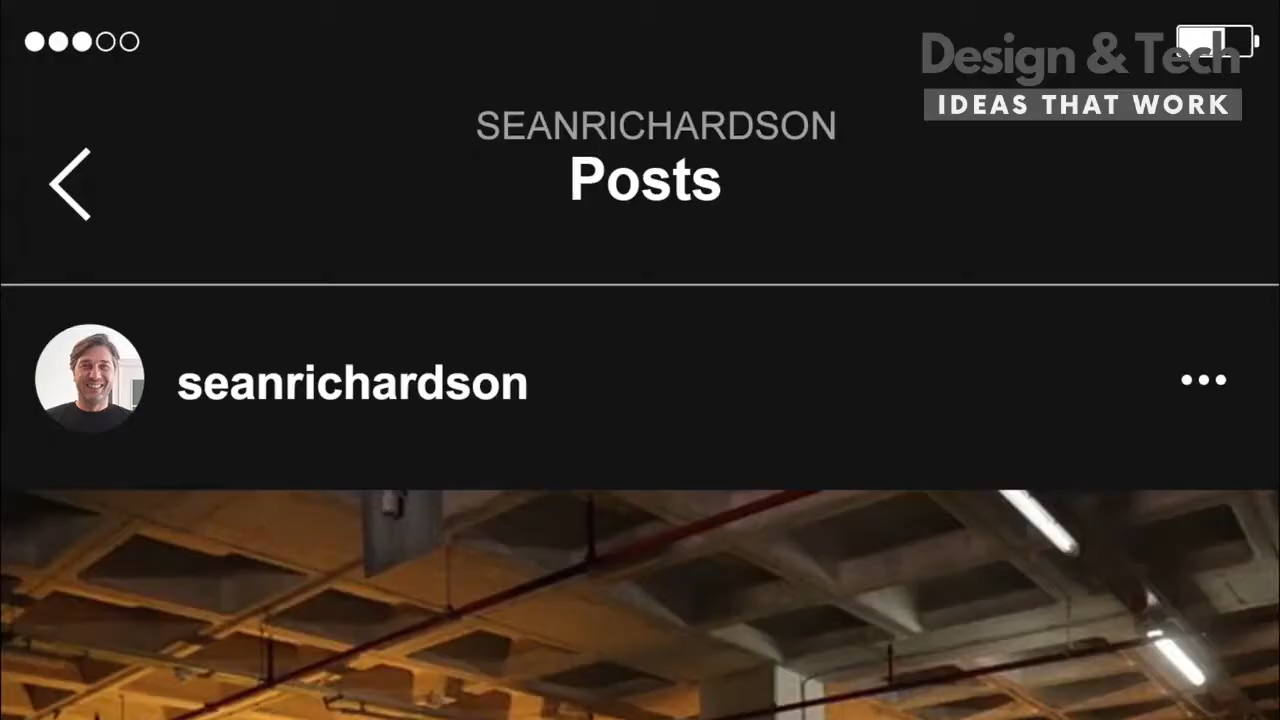 Design & Tech
IDEAS THAT WORK
SEANRICHARDSON
Posts
seanrichardson